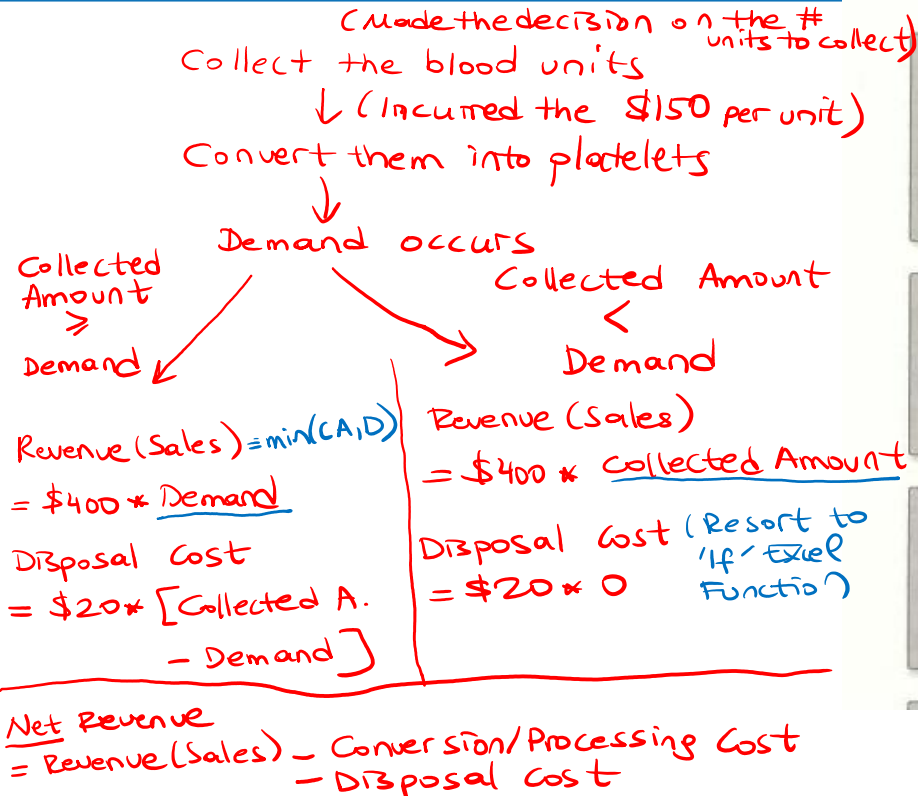 (Made the decision on the #
units to collect)
Collect the blood units
↓ (Incurred the $150 per unit)
Convert them into platelets
Demand occurs
Collected
Amount
≥
Demand
Collected Amount
<
Demand
Revenue (Sales) = min(CA,D)
= $400 * Demand
Disposal Cost
= $20 * [Collected A.
- Demand]
Revenue (Sales)
= $400 * Collected Amount
Disposal Cost (Resort to
'If' Excel
Function)
= $20 * 0
Net Revenue
= Revenue (Sales) - Conversion/Processing Cost
- Disposal Cost